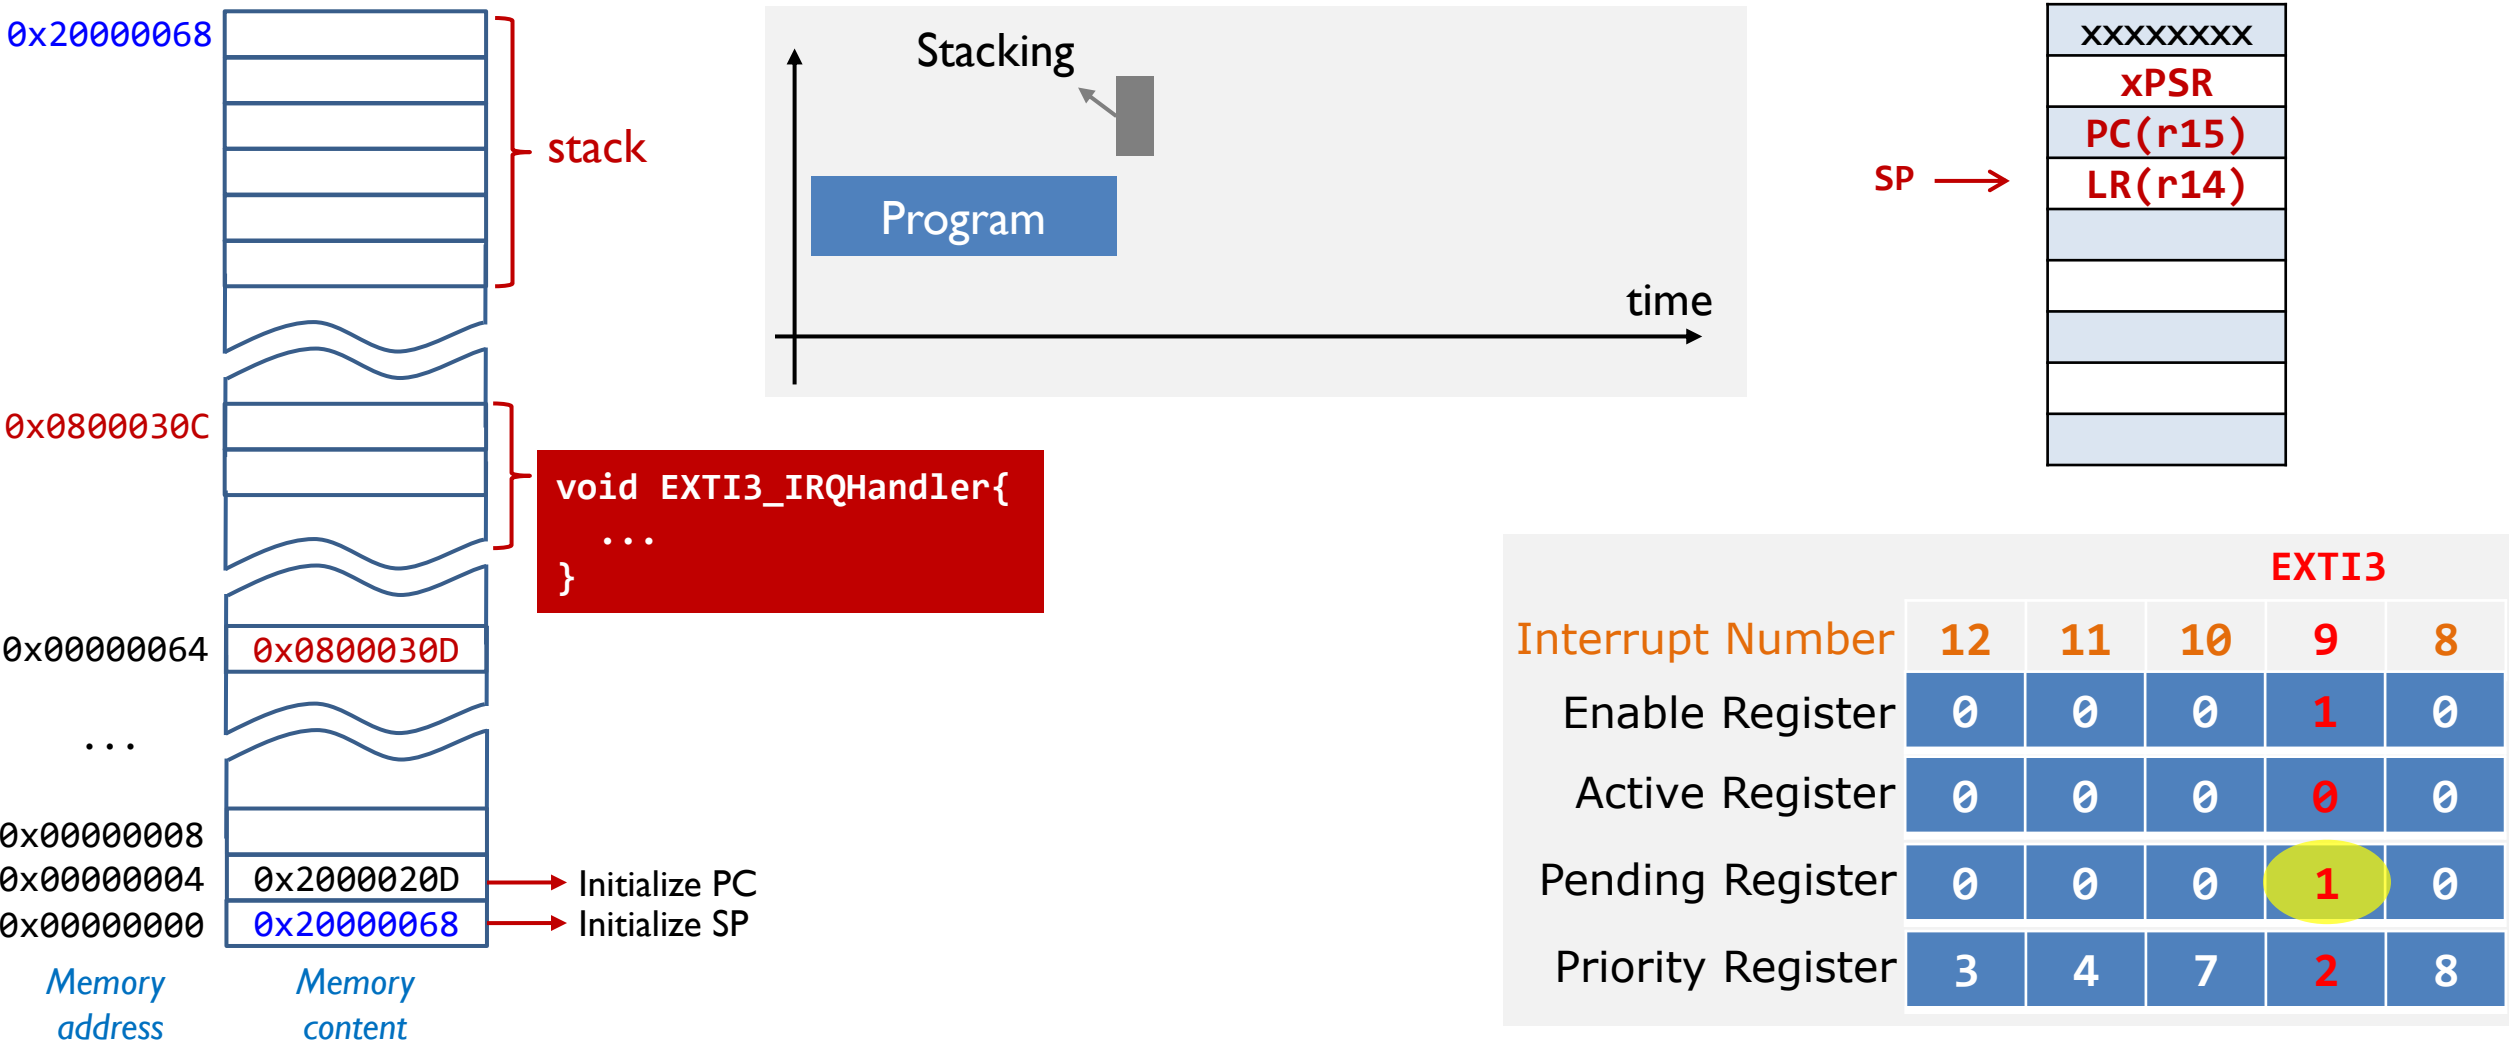 0x20000068
stack
0x0800030C
void EXTI3_IRQHandler{
...
}
0x00000064 0x0800030D
...
0x00000008
0x00000004 0x2000020D Initialize PC
0x00000000 0x20000068 Initialize SP
Memory address
Memory content
Stacking
Program
time
xxxxxxxx
xPSR
PC(r15)
SP LR(r14)
EXTI3
Interrupt Number 12 11 10 9 8
Enable Register 0 0 0 1 0
Active Register 0 0 0 0 0
Pending Register 0 0 0 1 0
Priority Register 3 4 7 2 8